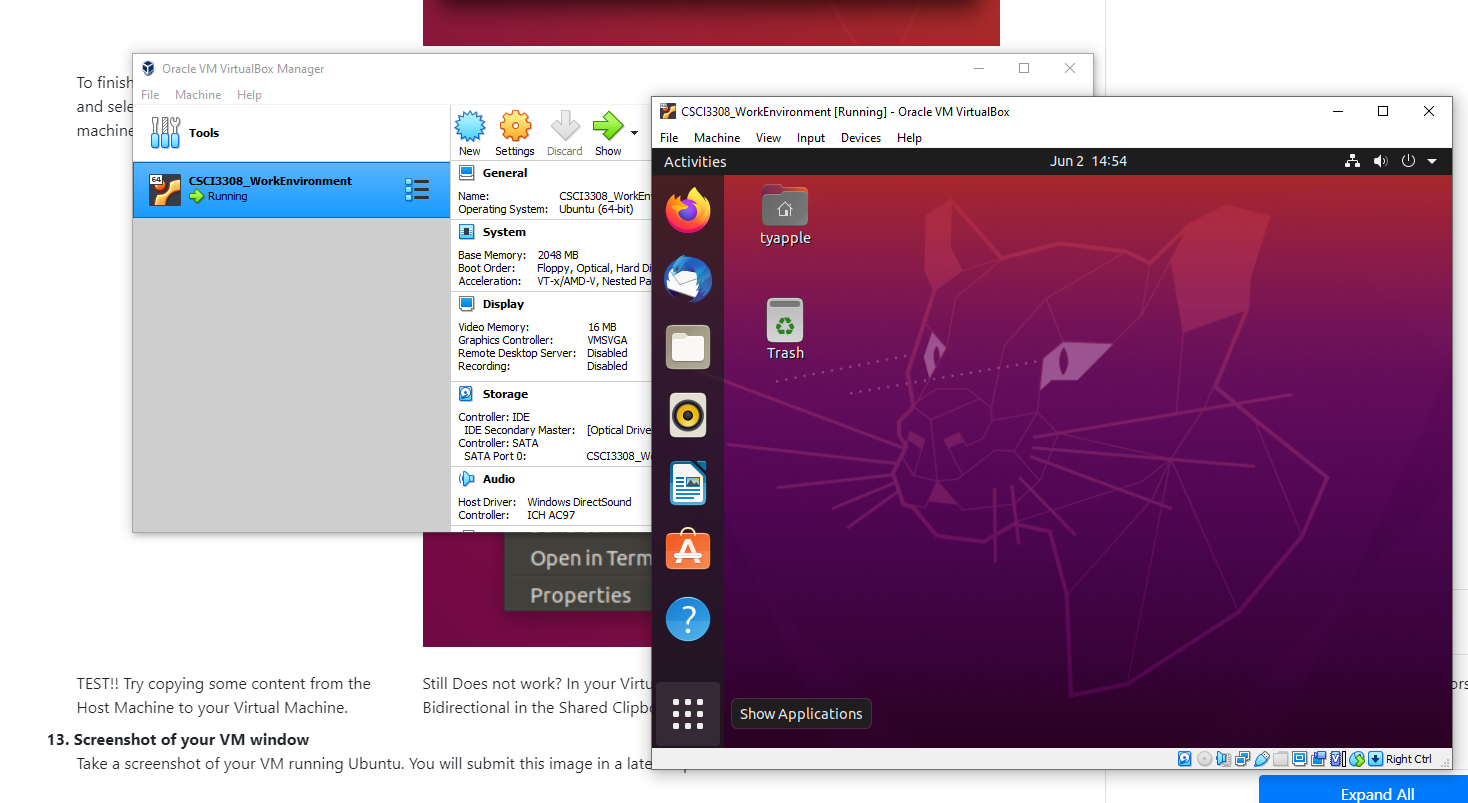 To finish
and sele
machine
Oracle VM VirtualBox Manager
File Machine Help
Tools
64
CSCI3308_WorkEnvironment
Running
New Settings Discard Show
General
Name: CSCI3308_WorkEn
Operating System: Ubuntu (64-bit)
System
Base Memory: 2048 MB
Boot Order: Floppy, Optical, Hard Di
Acceleration: VT-x/AMD-V, Nested Pa
Display
Video Memory: 16 MB
Graphics Controller: VMSVGA
Remote Desktop Server: Disabled
Recording: Disabled
Storage
Controller: IDE
IDE Secondary Master: [Optical Drive
Controller: SATA
SATA Port 0: CSCI3308_Wo
Audio
Host Driver: Windows DirectSound
Controller: ICH AC97
CSCI3308_WorkEnvironment [Running] - Oracle VM VirtualBox
File Machine View Input Devices Help
Activities
Jun 2 14:54
tyapple
Trash
Show Applications
Right Ctrl
Open in Term
Properties
TEST!! Try copying some content from the
Host Machine to your Virtual Machine.
Still Does not work? In your Virtu
Bidirectional in the Shared Clipbo
13. Screenshot of your VM window
Take a screenshot of your VM running Ubuntu. You will submit this image in a late
Expand All